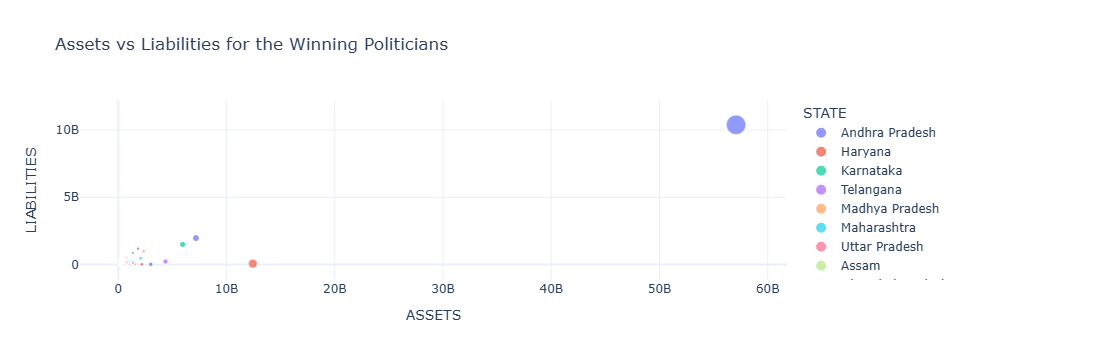 Assets vs Liabilities for the Winning Politicians
LIABILITIES
10B
5B
0
0 10B 20B 30B 40B 50B 60B
ASSETS
STATE
Andhra Pradesh
Haryana
Karnataka
Telangana
Madhya Pradesh
Maharashtra
Uttar Pradesh
Assam